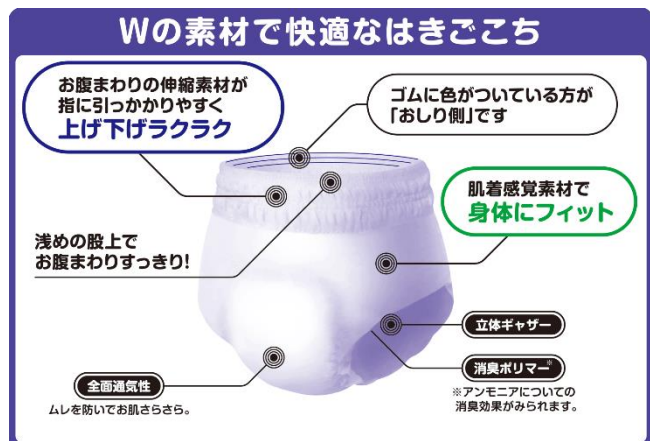 Wの素材で快適なはきごこち
お腹まわりの伸縮素材が
指に引っかかりやすく
上げ下げラクラク
ゴムに色がついている方が
「おしり側」です
肌着感覚素材で
身体にフィット
浅めの股上で
お腹まわりすっきり!
立体ギャザー
消臭ポリマー※
※アンモニアについての
消臭効果がみられます。
全面通気性
ムレを防いでお肌さらさら。